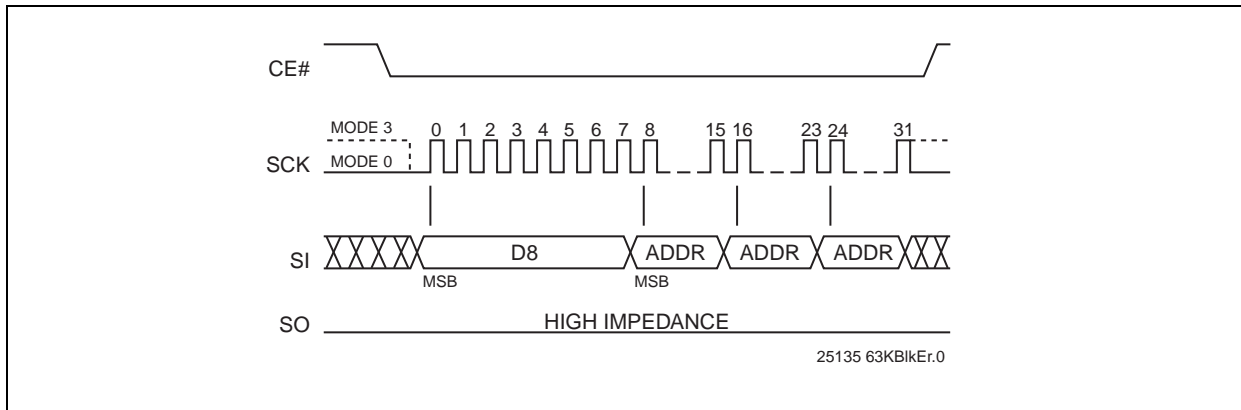 CE#
MODE 3
0 1 2 3 4 5 6 7 8 15 16 23 24 31
SCK MODE 0
SI D8 ADDR ADDR ADDR
MSB MSB
SO HIGH IMPEDANCE
25135 63KBlkEr.0